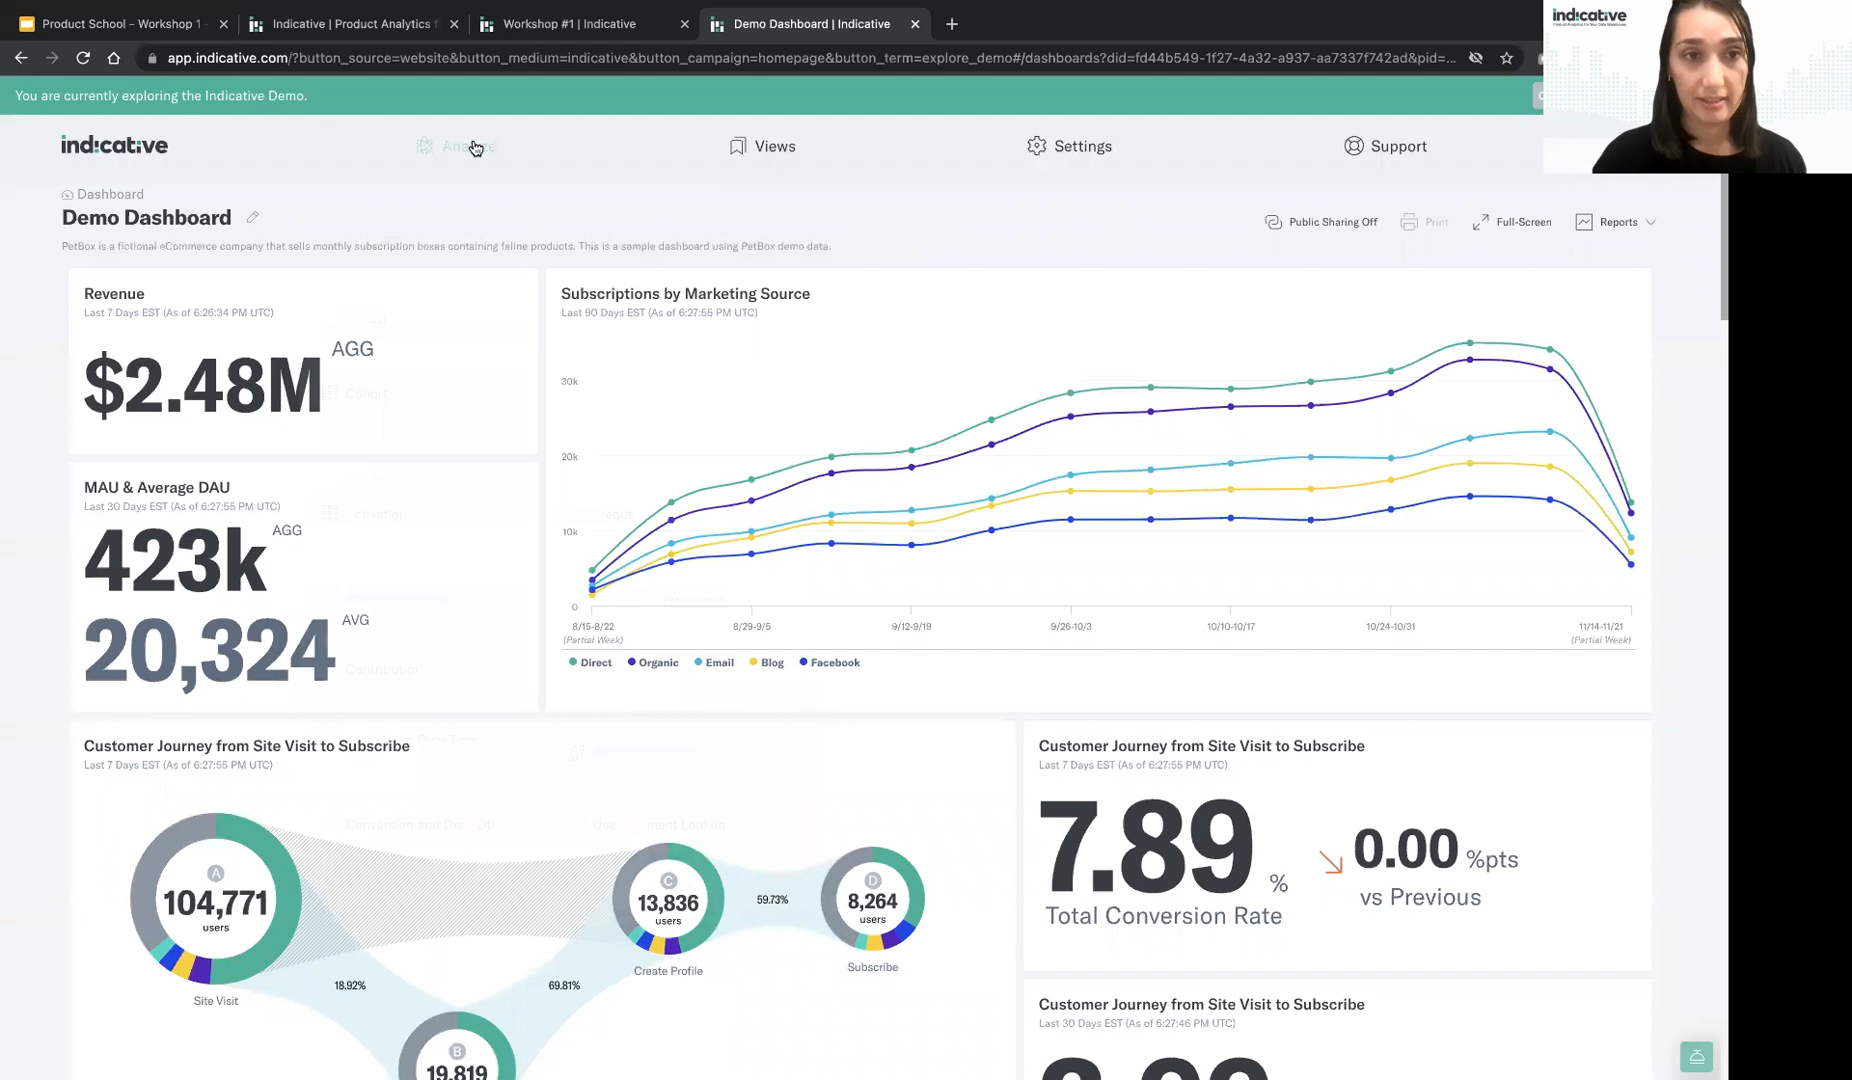 Product School – Workshop 1 -
Indicative | Product Analytics f
Workshop #1 | Indicative
Demo Dashboard | Indicative
app.indicative.com/?button_source=website&button_medium=indicative&button_campaign=homepage&button_term=explore_demo#/dashboards?did=fd44b549-1f27-4a32-a937-aa7337f742ad&pid=...
indicative
You are currently exploring the Indicative Demo.
indicative
Analyze
Views
Settings
Support
Dashboard
Demo Dashboard
Public Sharing Off
Print
Full-Screen
Reports
PetBox is a fictional eCommerce company that sells monthly subscription boxes containing feline products. This is a sample dashboard using PetBox demo data.
Revenue
Last 7 Days EST (As of 6:26:34 PM UTC)
$2.48M AGG
Cohort
MAU & Average DAU
Last 30 Days EST (As of 6:27:55 PM UTC)
423k AGG
20,324 AVG
Contribution
Subscriptions by Marketing Source
Last 90 Days EST (As of 6:27:55 PM UTC)
30k
20k
10k
0
8/15-8/22 8/29-9/5 9/12-9/19 9/26-10/3 10/10-10/17 10/24-10/31 11/14-11/21
(Partial Week) (Partial Week)
Direct Organic Email Blog Facebook
Customer Journey from Site Visit to Subscribe
Last 7 Days EST (As of 6:27:55 PM UTC)
A
104,771
users
Site Visit
18.92%
B
19,819
69.81%
C
13,836
users
Create Profile
59.73%
D
8,264
users
Subscribe
Customer Journey from Site Visit to Subscribe
Last 7 Days EST (As of 6:27:55 PM UTC)
7.89 %
Total Conversion Rate
0.00 %pts
vs Previous
Customer Journey from Site Visit to Subscribe
Last 30 Days EST (As of 6:27:46 PM UTC)